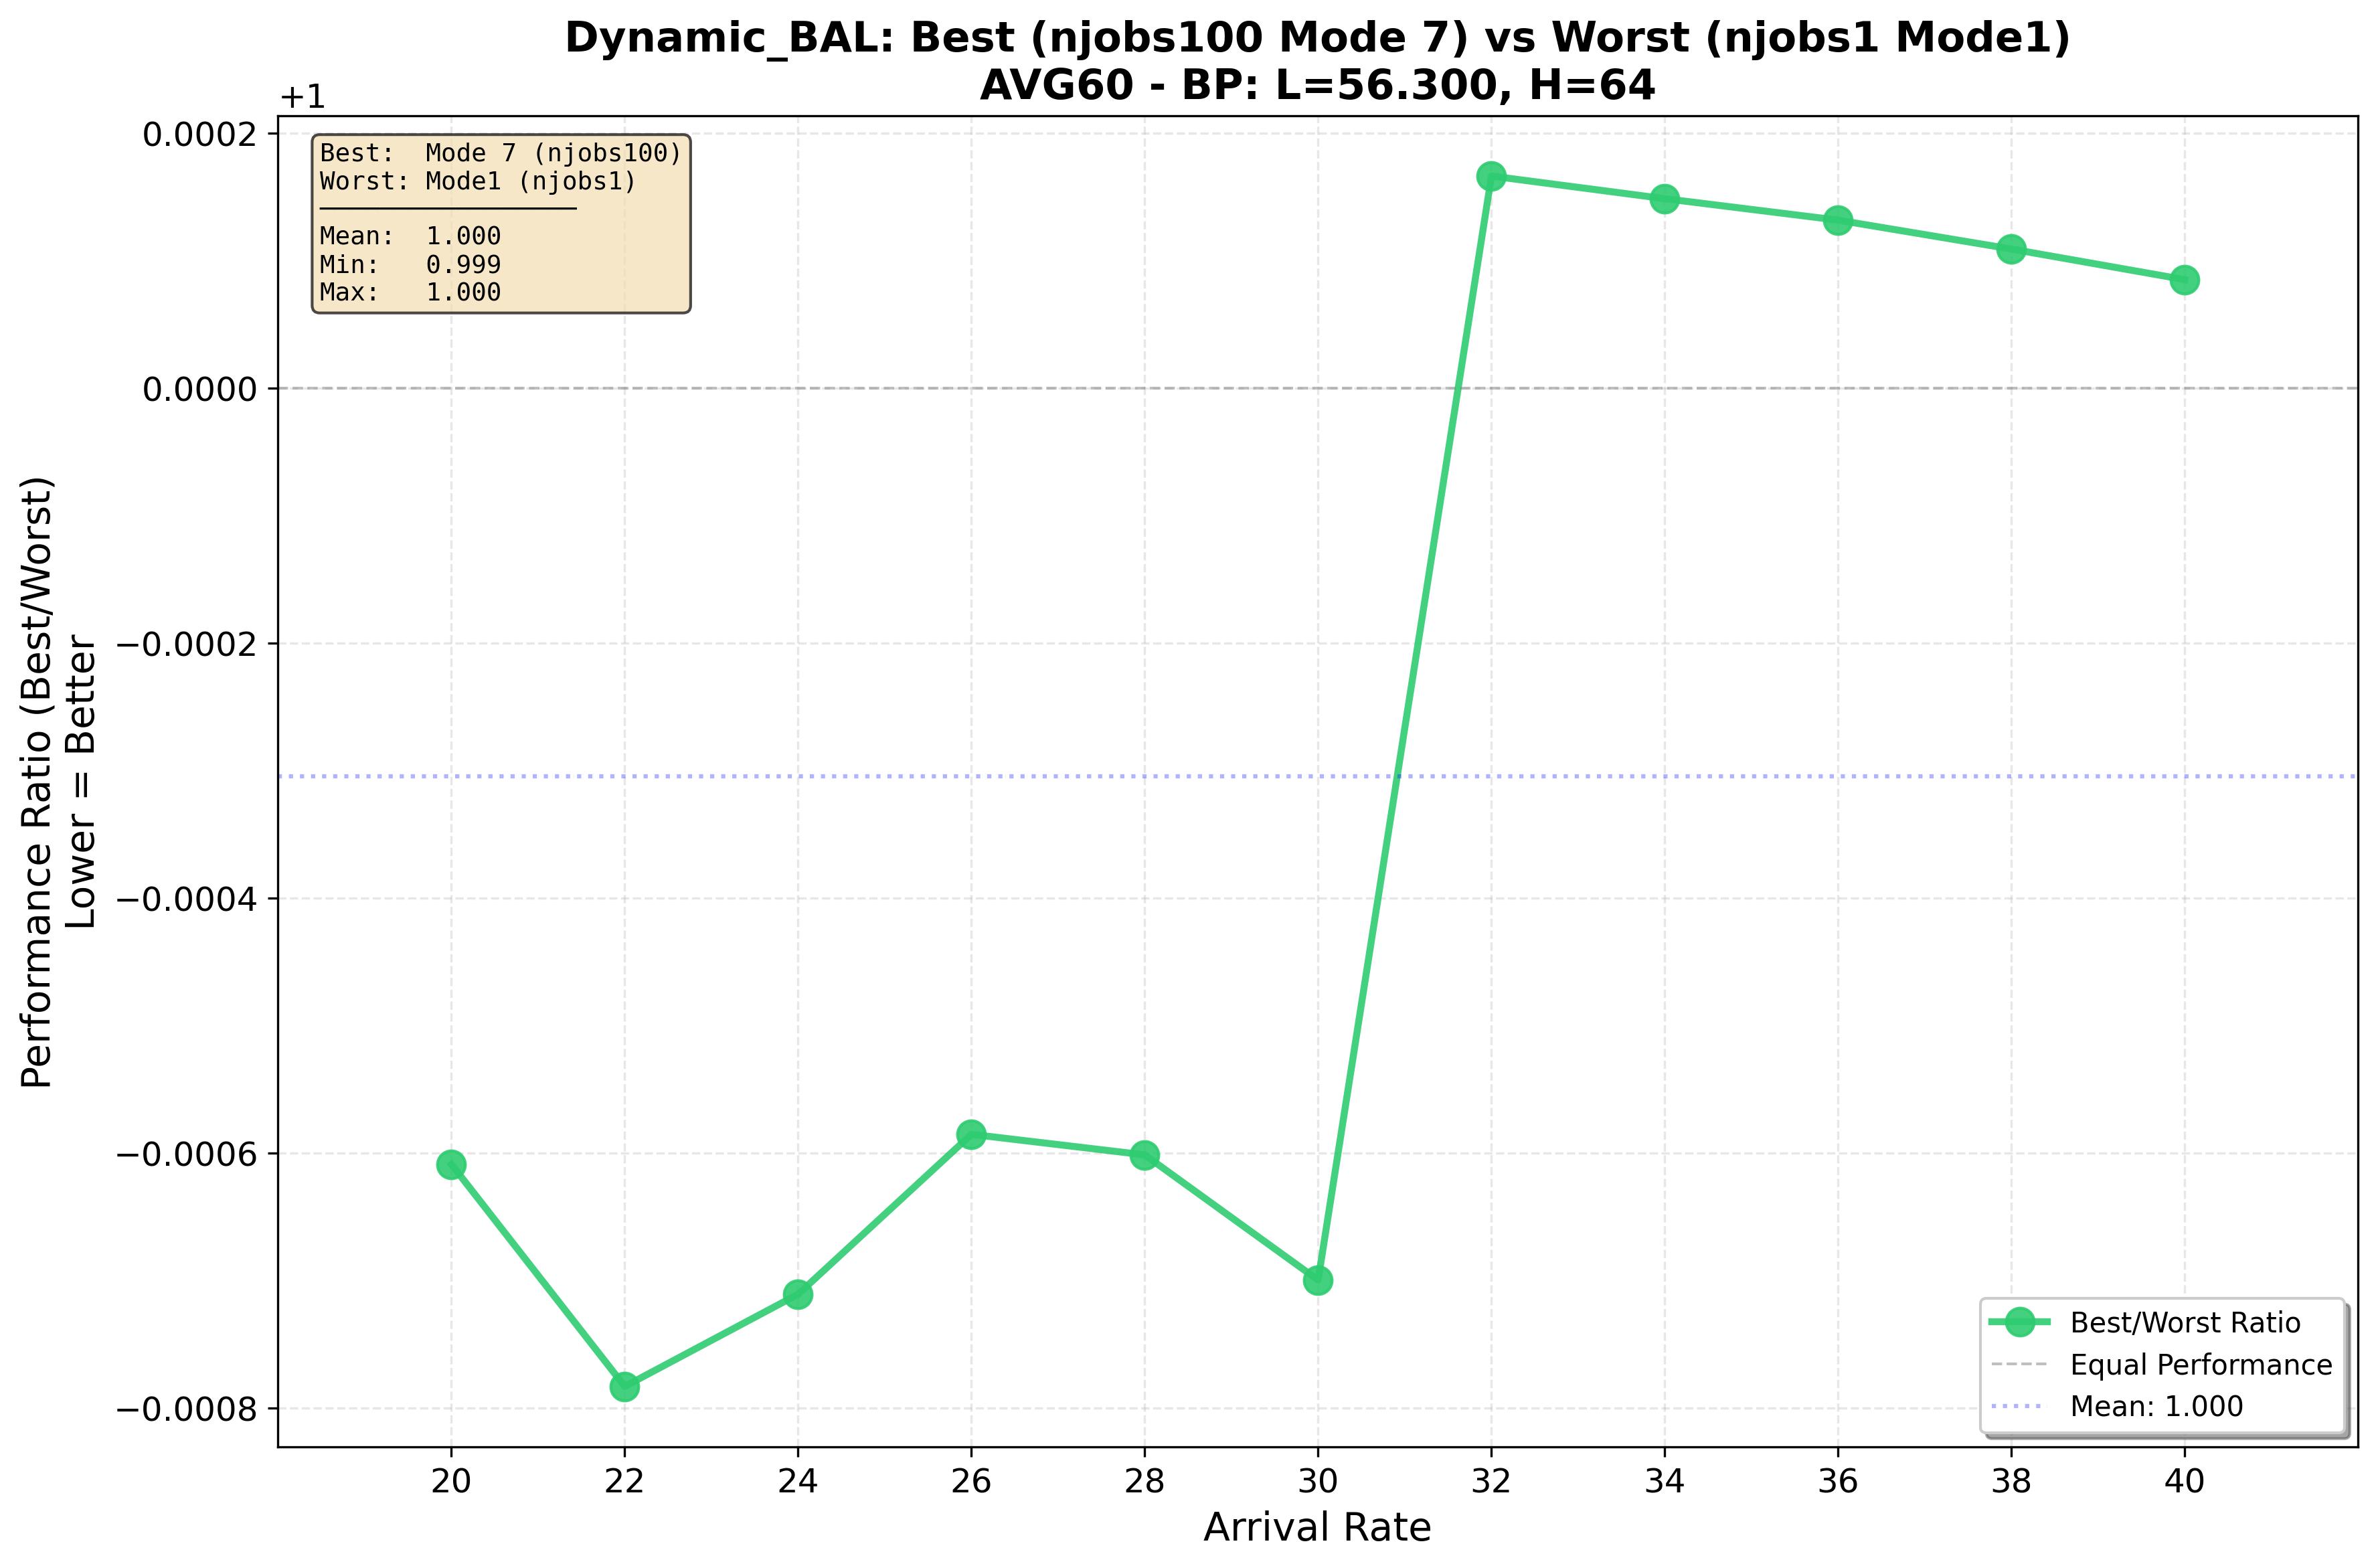 Dynamic_BAL: Best (njobs100 Mode 7) vs Worst (njobs1 Mode1)
AVG60 - BP: L=56.300, H=64
+1
Best:  Mode 7 (njobs100)
Worst: Mode1 (njobs1)
Mean:  1.000
Min:   0.999
Max:   1.000
0.0002
0.0000
−0.0002
−0.0004
−0.0006
−0.0008
Performance Ratio (Best/Worst)
Lower = Better
Best/Worst Ratio
Equal Performance
Mean: 1.000
20 22 24 26 28 30 32 34 36 38 40
Arrival Rate